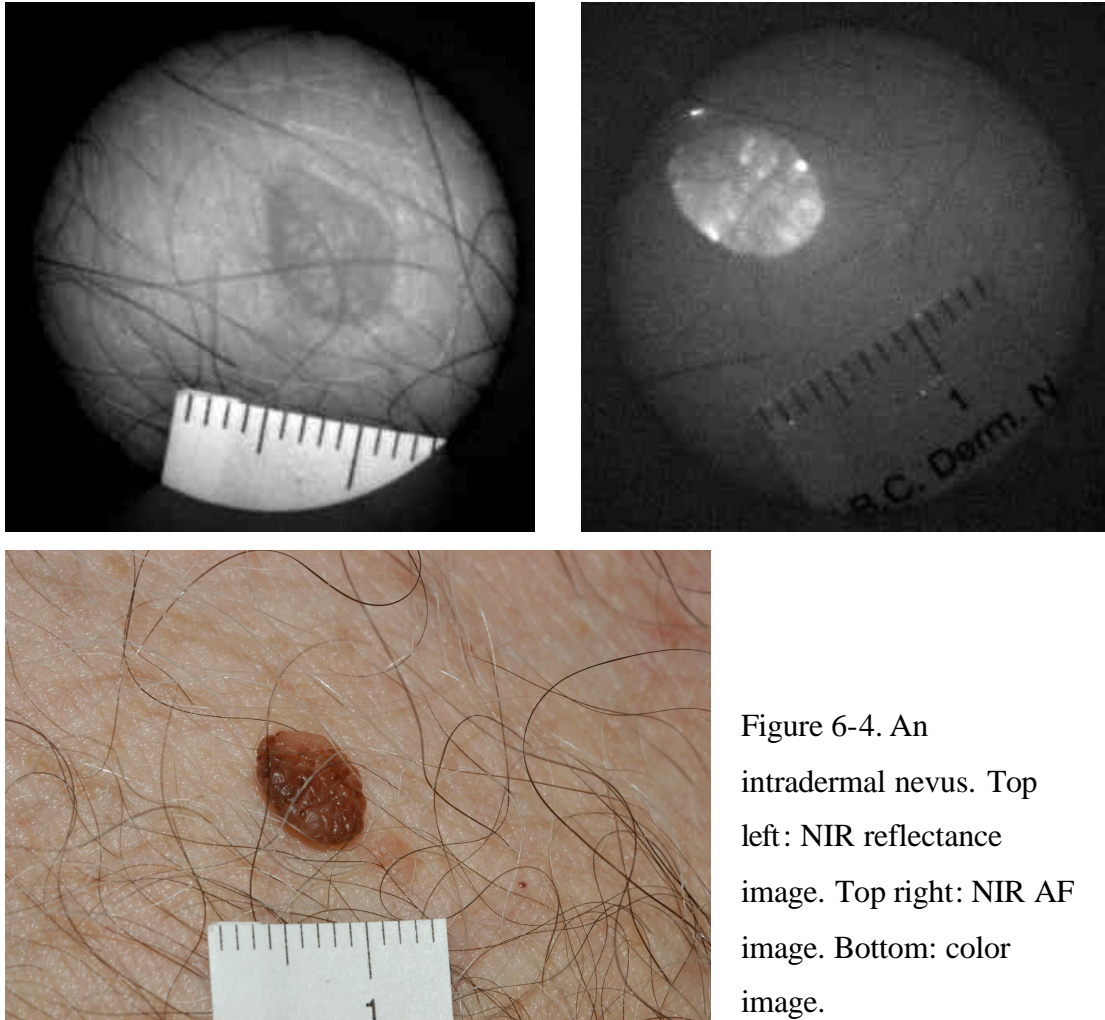 1
B.C. Derm. N
1
Figure 6-4. An
intradermal nevus. Top
left: NIR reflectance
image. Top right: NIR AF
image. Bottom: color
image.